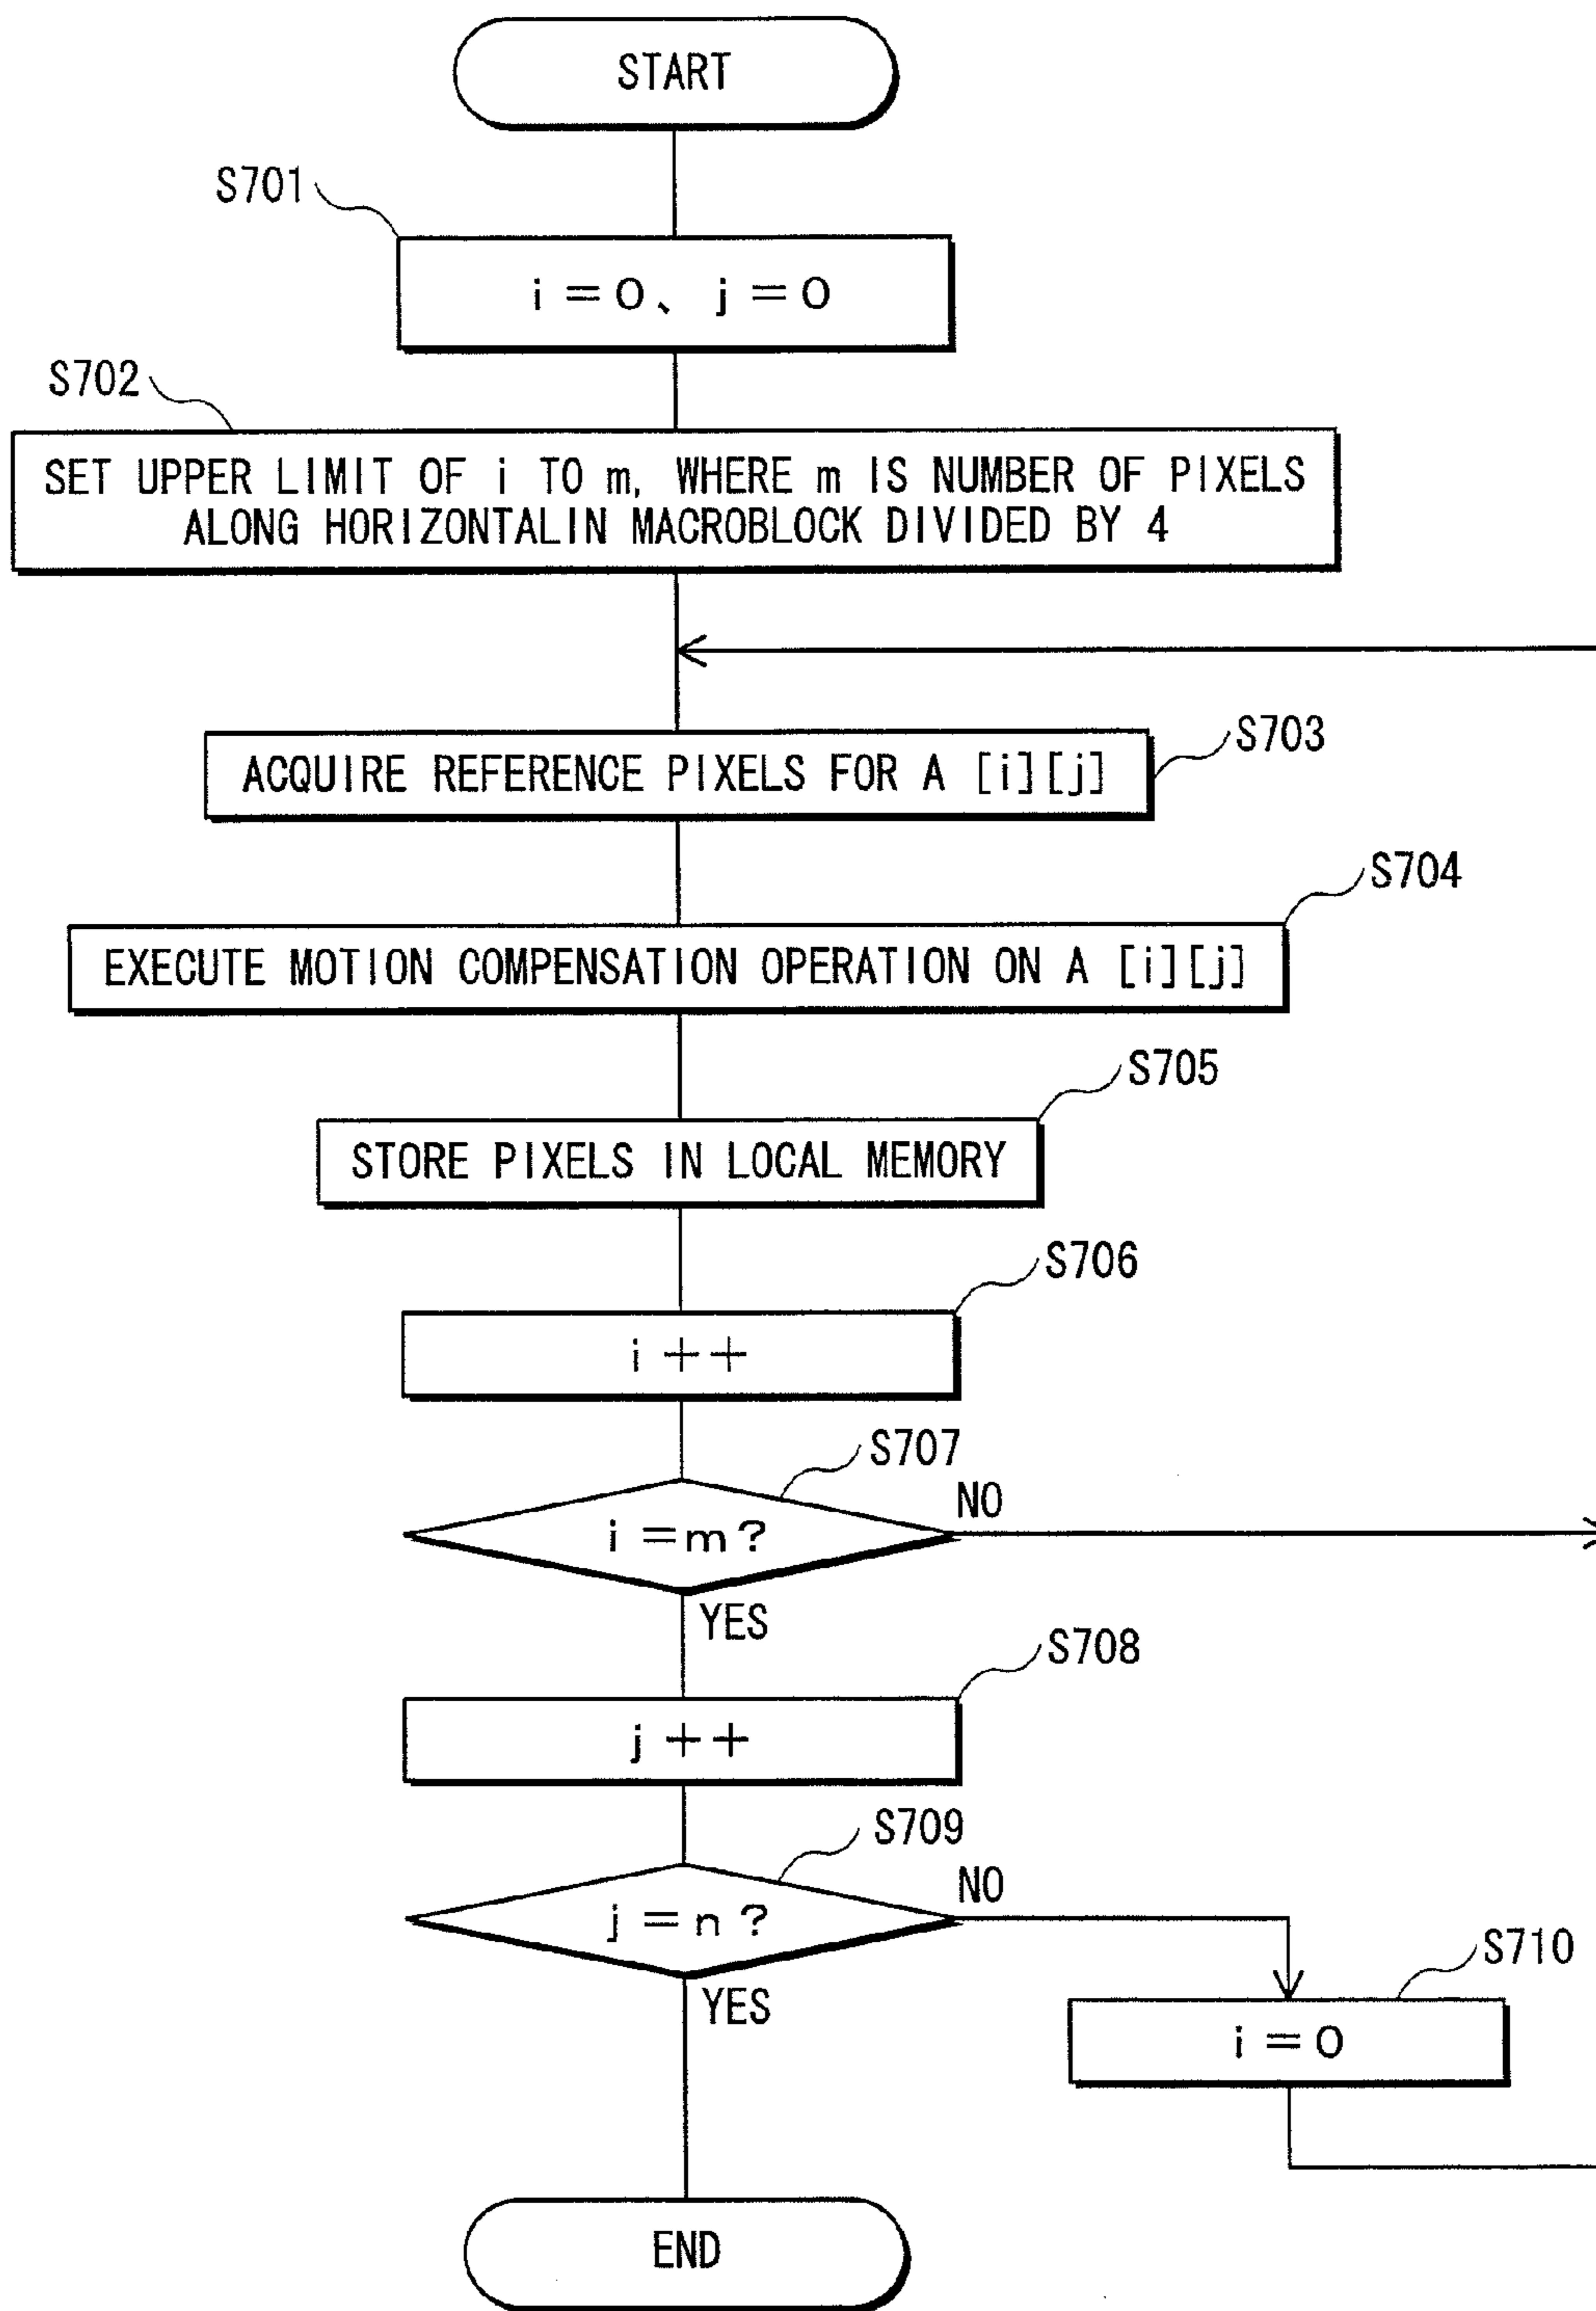 START
S701
i=0、j=0
S702
SET UPPER LIMIT OF i TO m, WHERE m IS NUMBER OF PIXELS
ALONG HORIZONTALIN MACROBLOCK DIVIDED BY 4
S703
ACQUIRE REFERENCE PIXELS FOR A [i][j]
S704
EXECUTE MOTION COMPENSATION OPERATION ON A [i][j]
S705
STORE PIXELS IN LOCAL MEMORY
S706
i++
S707
i=m?
NO
YES
S708
j++
S709
j=n?
NO
YES
S710
i=0
END